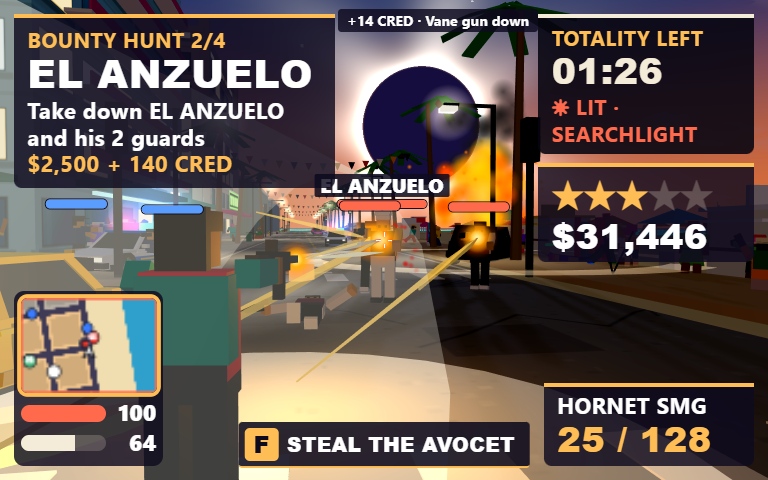 BOUNTY HUNT 2/4
EL ANZUELO
Take down EL ANZUELO
and his 2 guards
$2,500 + 140 CRED
+14 CRED · Vane gun down
TOTALITY LEFT
01:26
LIT ·
SEARCHLIGHT
$31,446
EL ANZUELO
100
64
F STEAL THE AVOCET
HORNET SMG
25 / 128